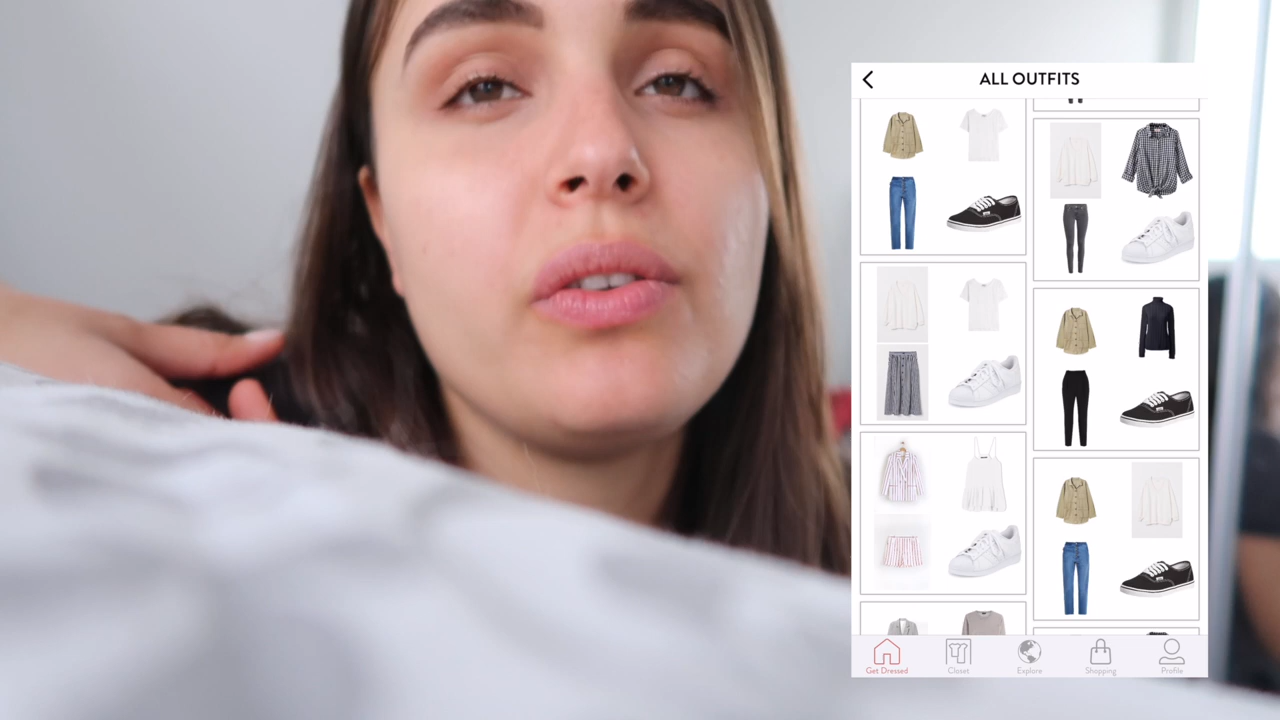 ALL OUTFITS
Get Dressed
Closet
Explore
Shopping
Profile